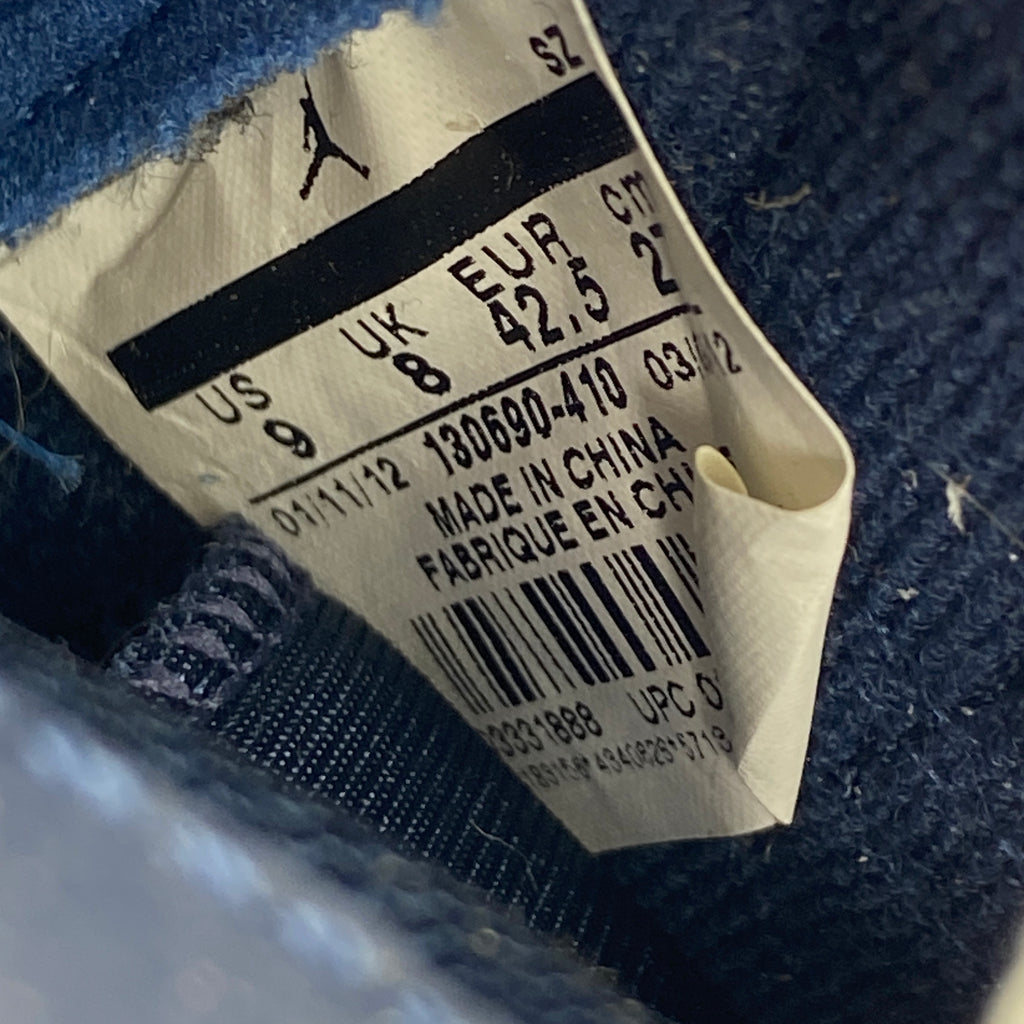 SZ
US UK EUR cm
9 8 42,5
01/11/12 130690-410
MADE IN CHINA
FABRIQUE EN
3331888 UPC